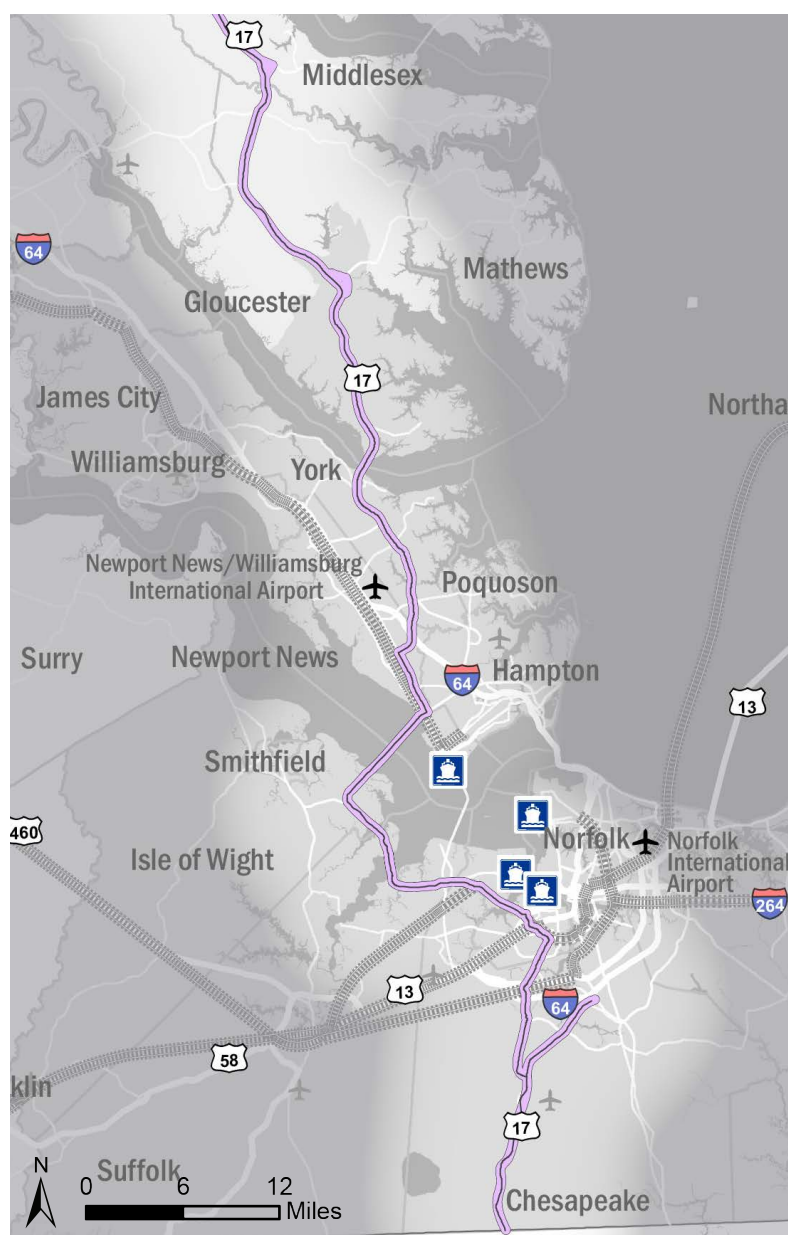 17
Middlesex
64
Mathews
Gloucester
17
James City
Northa
Williamsburg
York
Newport News/Williamsburg
International Airport
Poquoson
Surry
Newport News
64
Hampton
13
Smithfield
460
Norfolk
Norfolk
International
Airport
Isle of Wight
264
13
64
58
klin
17
N
Suffolk
0 6 12
Miles
Chesapeake